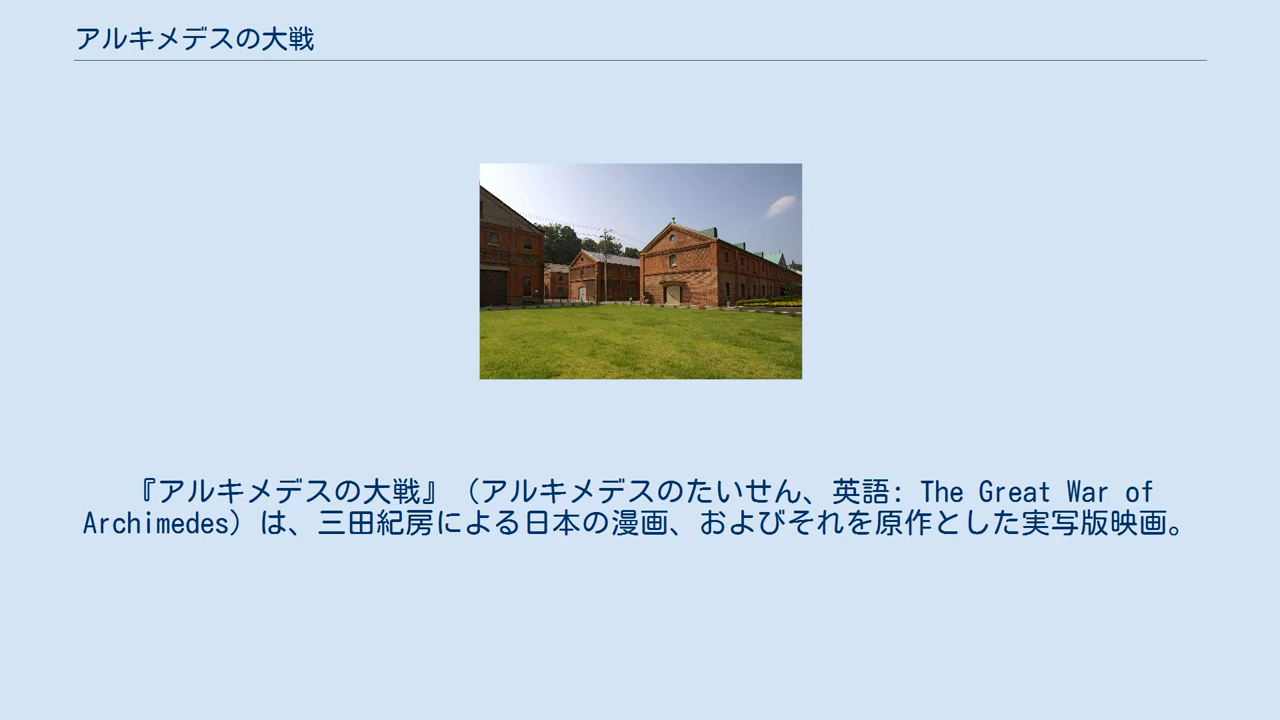 アルキメデスの大戦
『アルキメデスの大戦』（アルキメデスのたいせん、英語: The Great War of
Archimedes）は、三田紀房による日本の漫画、およびそれを原作とした実写版映画。